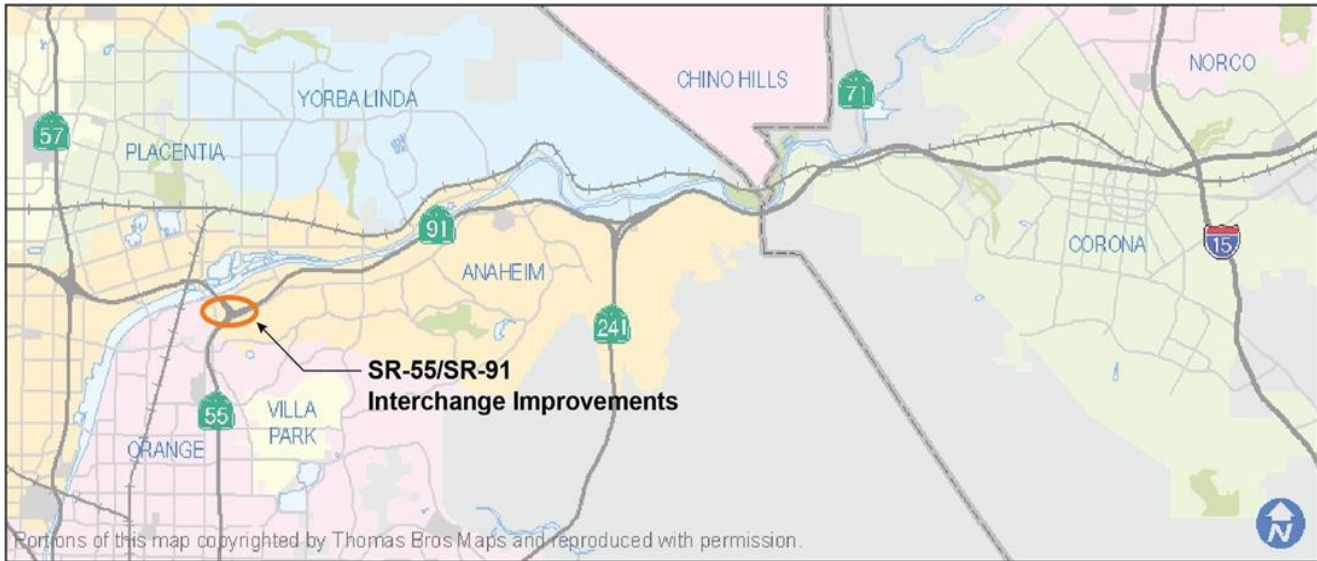 CHINO HILLS
NORCO
71
YORBA LINDA
57
PLACENTIA
91
ANAHEIM
CORONA
15
241
SR-55/SR-91
Interchange Improvements
55
VILLA
PARK
ORANGE
Portions of this map copyrighted by Thomas Bros Maps and reproduced with permission.
N